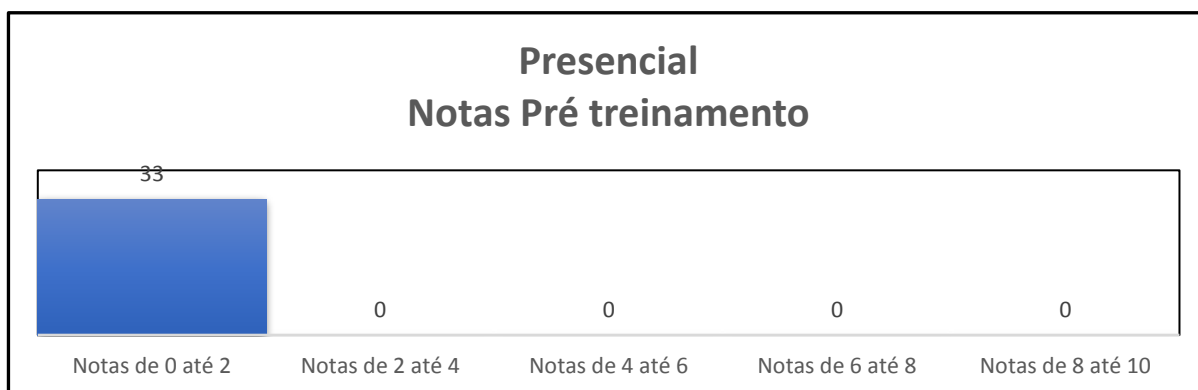 Presencial
Notas Pré treinamento
33
0
0
0
0
Notas de 0 até 2
Notas de 2 até 4
Notas de 4 até 6
Notas de 6 até 8
Notas de 8 até 10